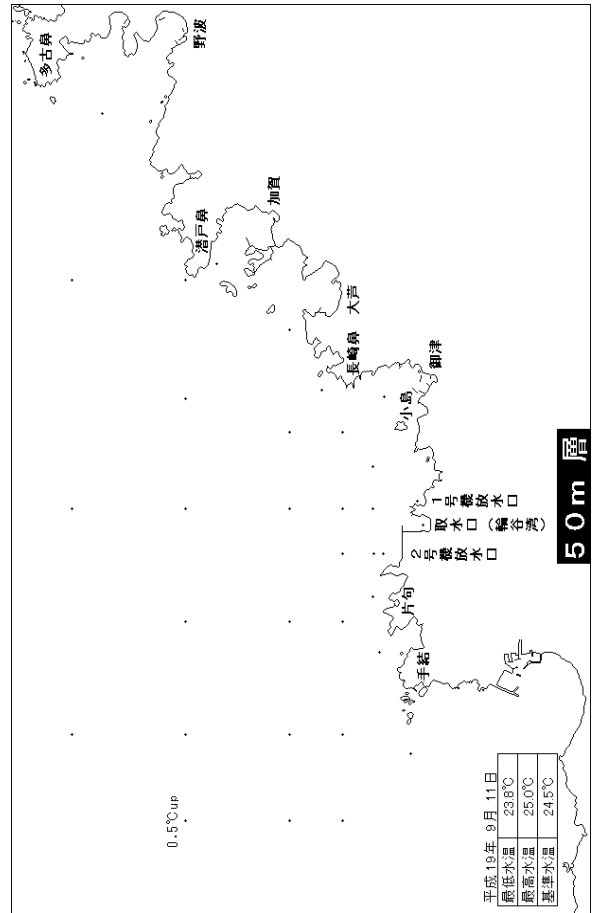 多古鼻
野波
潜戸鼻
加賀
大芦
長崎鼻
御津
小島
1号機放水口
取水口(輪谷湾)
2号機放水口
片句
手結
0.5℃up
50m 層
平成19年 9月 11日
最低水温 23.8℃
最高水温 25.0℃
基準水温 24.5℃